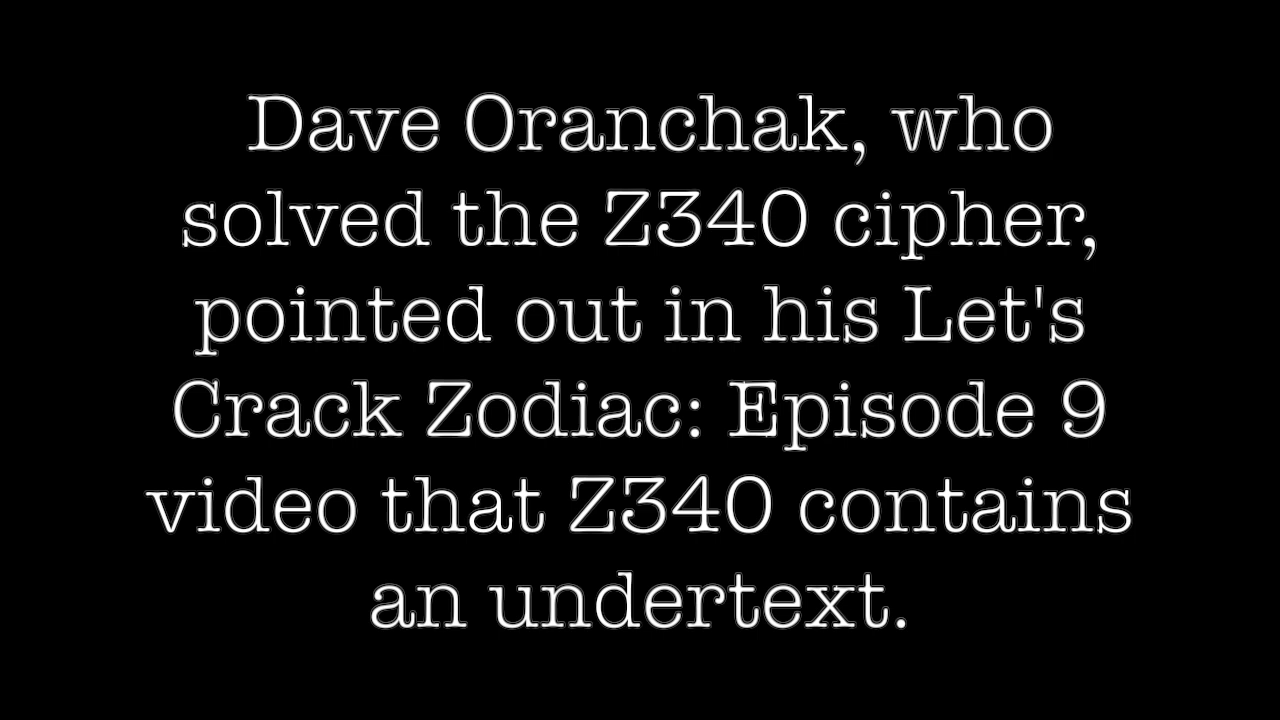 Dave Oranchak, who
solved the Z340 cipher,
pointed out in his Let's
Crack Zodiac: Episode 9
video that Z340 contains
an undertext.